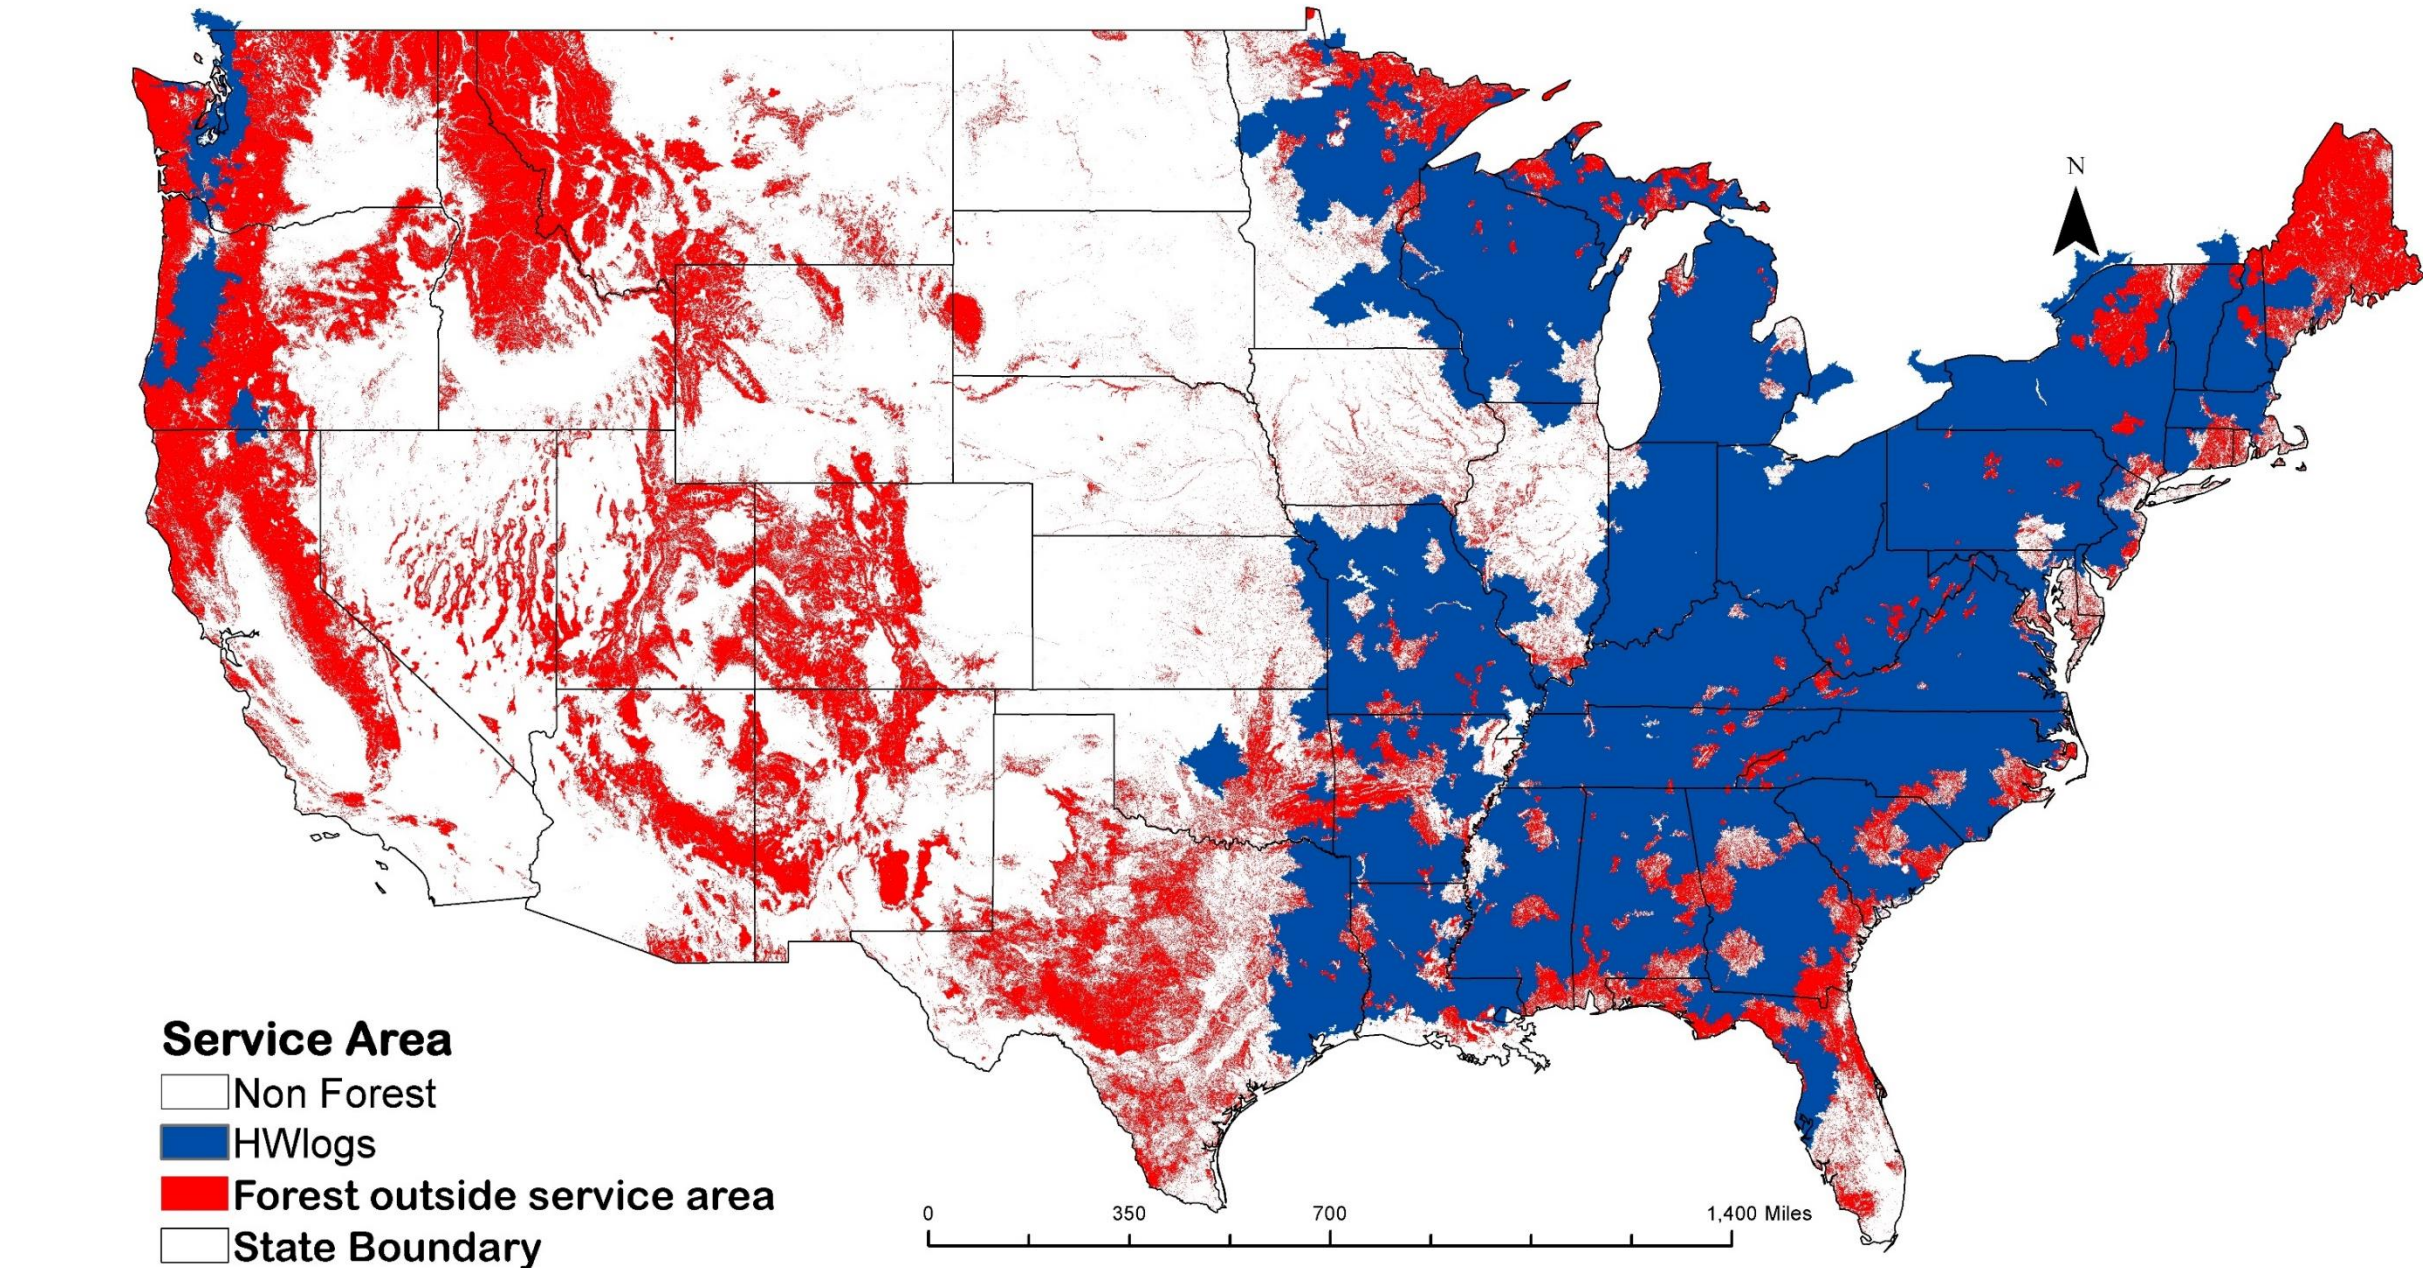 N
Service Area
Non Forest
HWlogs
Forest outside service area
State Boundary
0 350 700 1,400 Miles